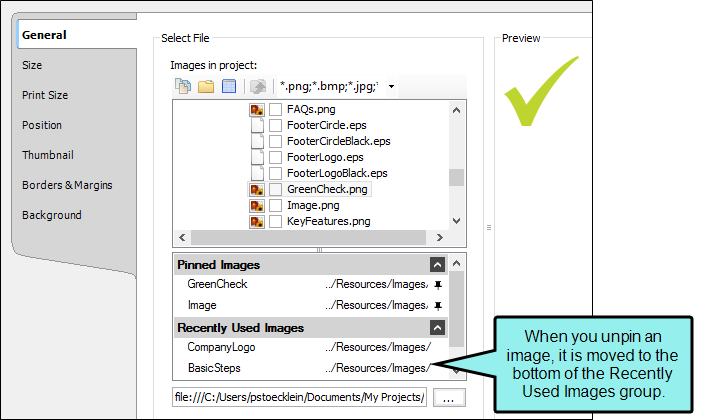 General
Size
Print Size
Position
Thumbnail
Borders & Margins
Background
Select File
Images in project:
*.png;*.bmp;*.jpg;*
FAQs.png
FooterCircle.eps
FooterCircleBlack.eps
FooterLogo.eps
FooterLogoBlack.eps
GreenCheck.png
Image.png
KeyFeatures.png
Pinned Images
GreenCheck ../Resources/Images/
Image ../Resources/Images/
Recently Used Images
CompanyLogo ../Resources/Images/
BasicSteps ../Resources/Images/
file:///C:/Users/pstoecklein/Documents/My Projects/ ...
Preview
When you unpin an
image, it is moved to the
bottom of the Recently
Used Images group.